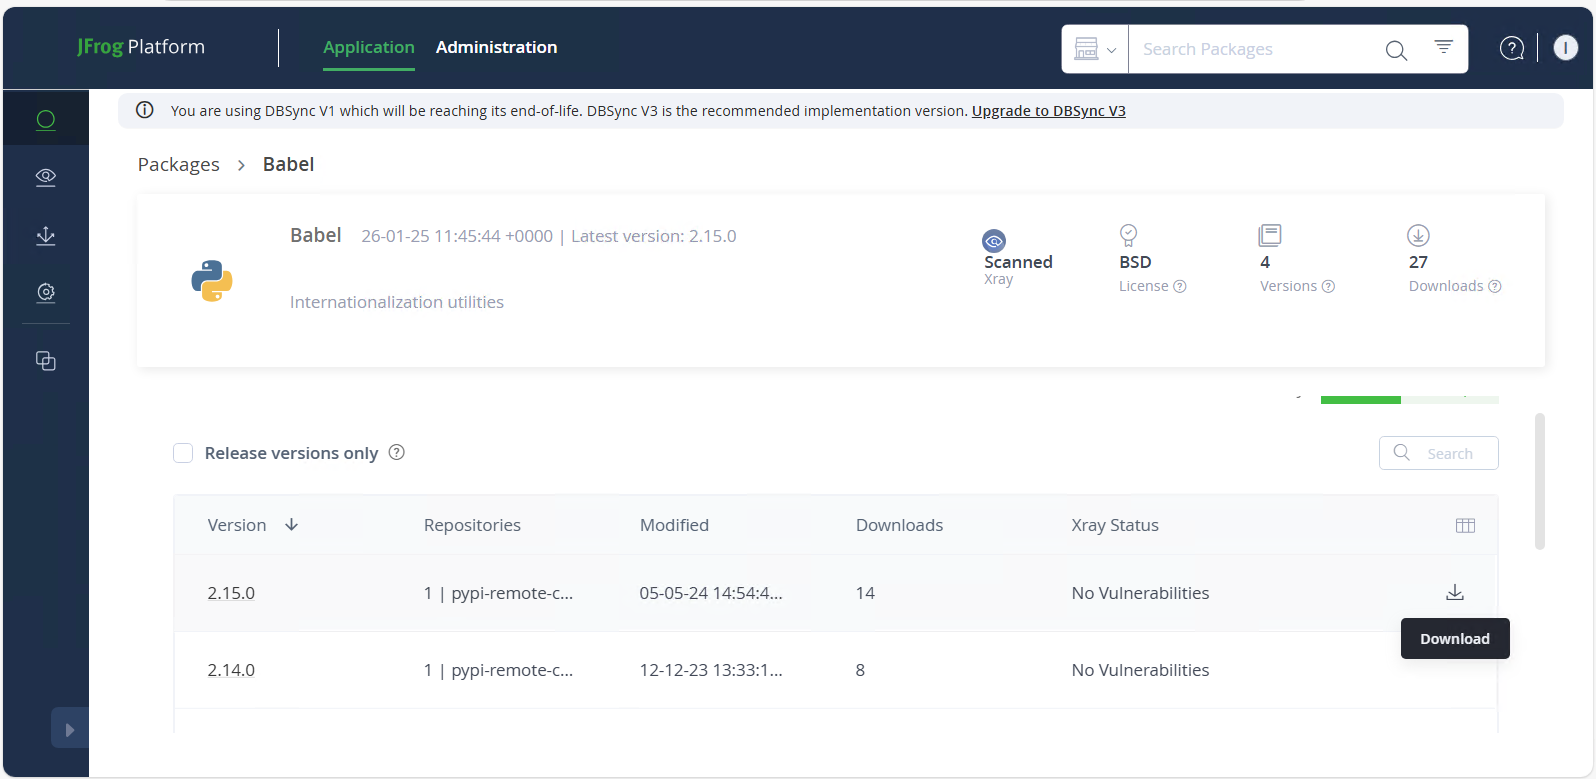 JFrog Platform
Application
Administration
Search Packages
?
I
You are using DBSync V1 which will be reaching its end-of-life. DBSync V3 is the recommended implementation version. Upgrade to DBSync V3
Packages > Babel
Babel 26-01-25 11:45:44 +0000 | Latest version: 2.15.0
Internationalization utilities
Scanned
Xray
BSD
License ?
4
Versions ?
27
Downloads ?
Release versions only ?
Search
Version Repositories Modified Downloads Xray Status
2.15.0 1 | pypi-remote-c... 05-05-24 14:54:4... 14 No Vulnerabilities
Download
2.14.0 1 | pypi-remote-c... 12-12-23 13:33:1... 8 No Vulnerabilities